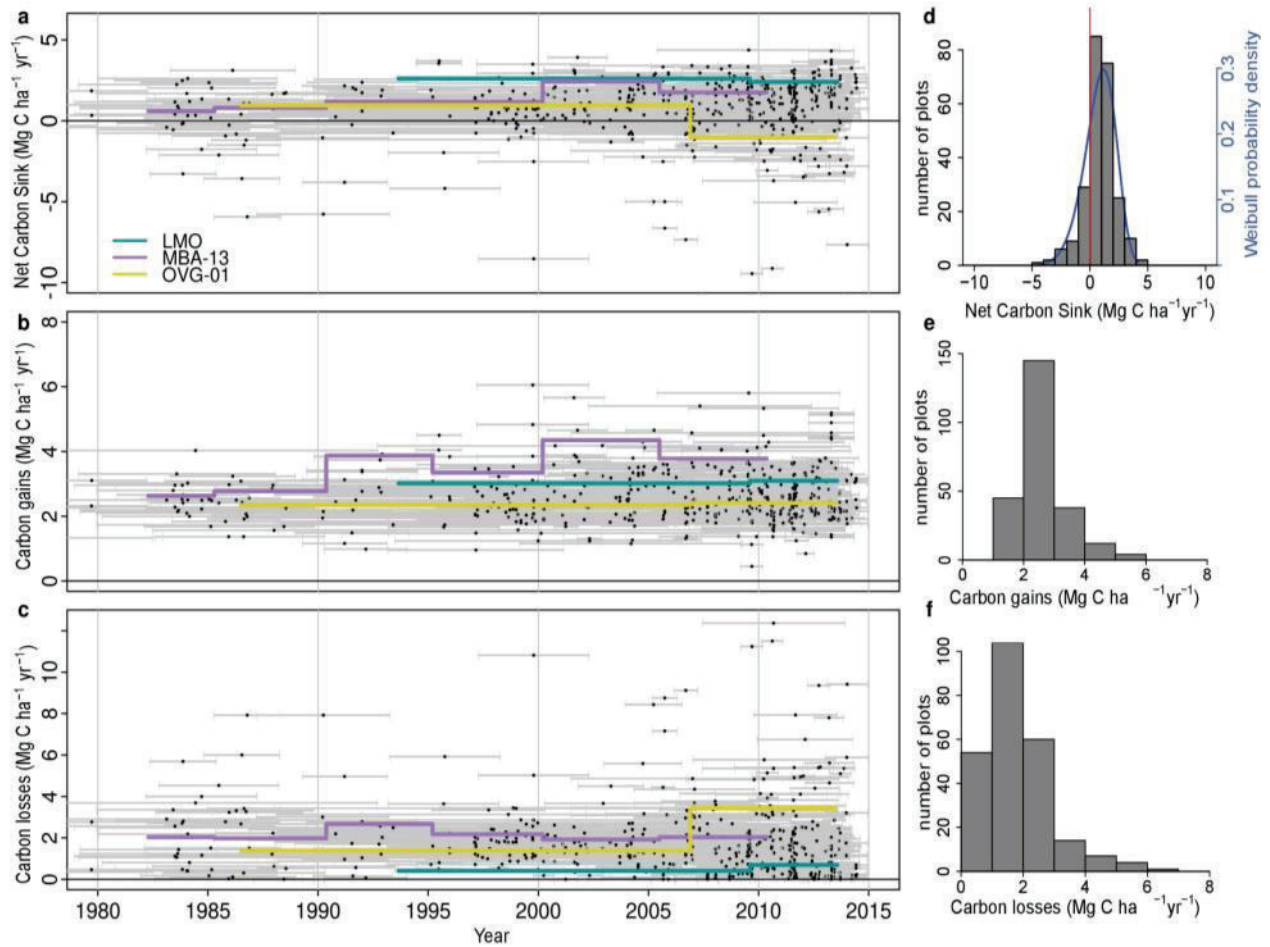 a
Net Carbon Sink (Mg C ha⁻¹ yr⁻¹)
5
0
-5
-10
LMO
MBA-13
OVG-01
b
Carbon gains (Mg C ha⁻¹ yr⁻¹)
8
6
4
2
0
c
Carbon losses (Mg C ha⁻¹ yr⁻¹)
10
8
6
4
2
0
1980 1985 1990 1995 2000 2005 2010 2015
Year
d
number of plots
80
60
40
20
0
0.3
0.2
0.1
Weibull probability density
-10 -5 0 5 10
Net Carbon Sink (Mg C ha⁻¹yr⁻¹)
e
number of plots
150
100
50
0
0 2 4 6 8
Carbon gains (Mg C ha ⁻¹yr⁻¹)
f
number of plots
100
80
60
40
20
0
0 2 4 6 8
Carbon losses (Mg C ha ⁻¹yr⁻¹)